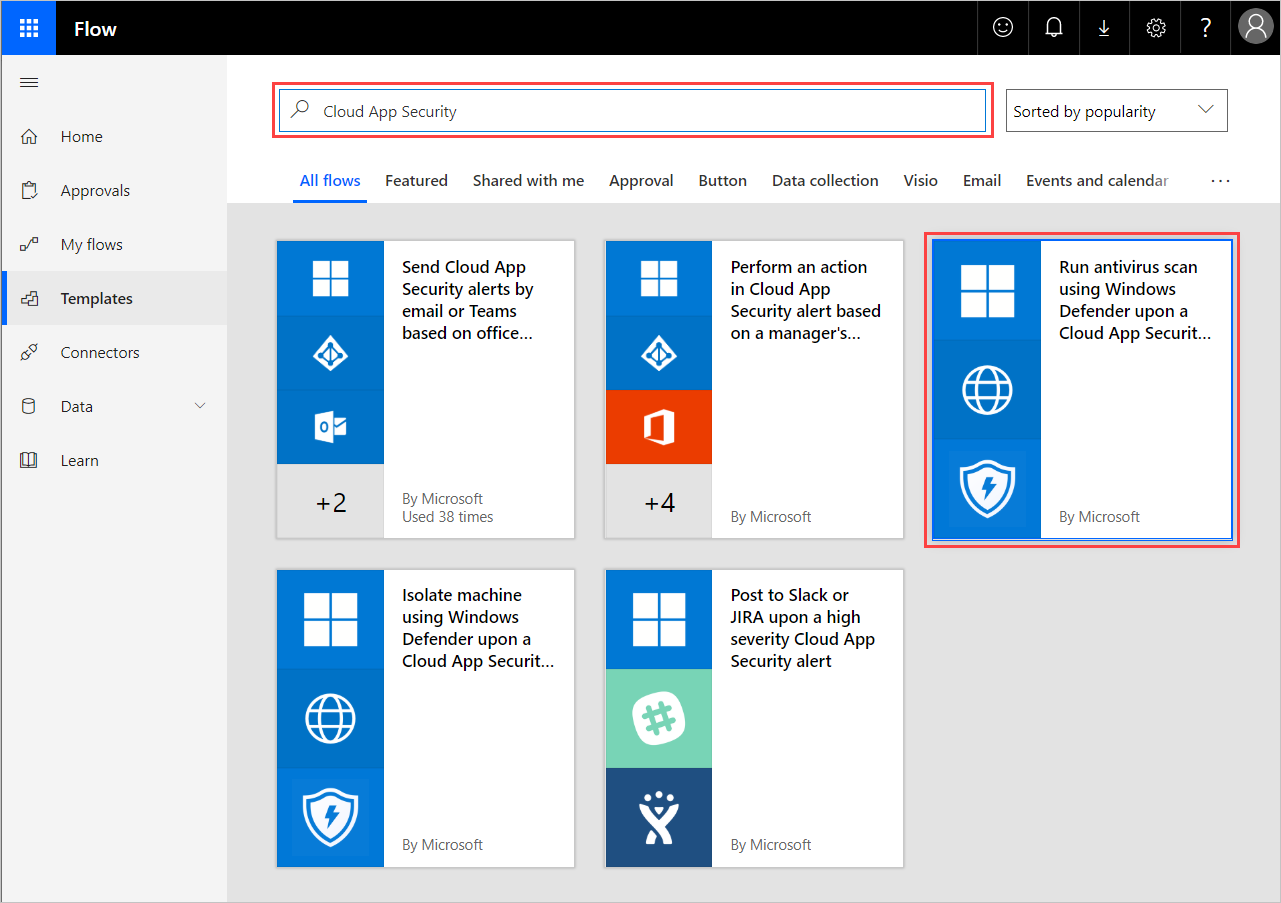 Flow
?
Cloud App Security
Sorted by popularity
Home
Approvals
My flows
Templates
Connectors
Data
Learn
All flows Featured Shared with me Approval Button Data collection Visio Email Events and calendar ...
Send Cloud App
Security alerts by
email or Teams
based on office...
+2
By Microsoft
Used 38 times
Perform an action
in Cloud App
Security alert based
on a manager's...
+4
By Microsoft
Run antivirus scan
using Windows
Defender upon a
Cloud App Securit...
By Microsoft
Isolate machine
using Windows
Defender upon a
Cloud App Securit...
By Microsoft
Post to Slack or
JIRA upon a high
severity Cloud App
Security alert
By Microsoft